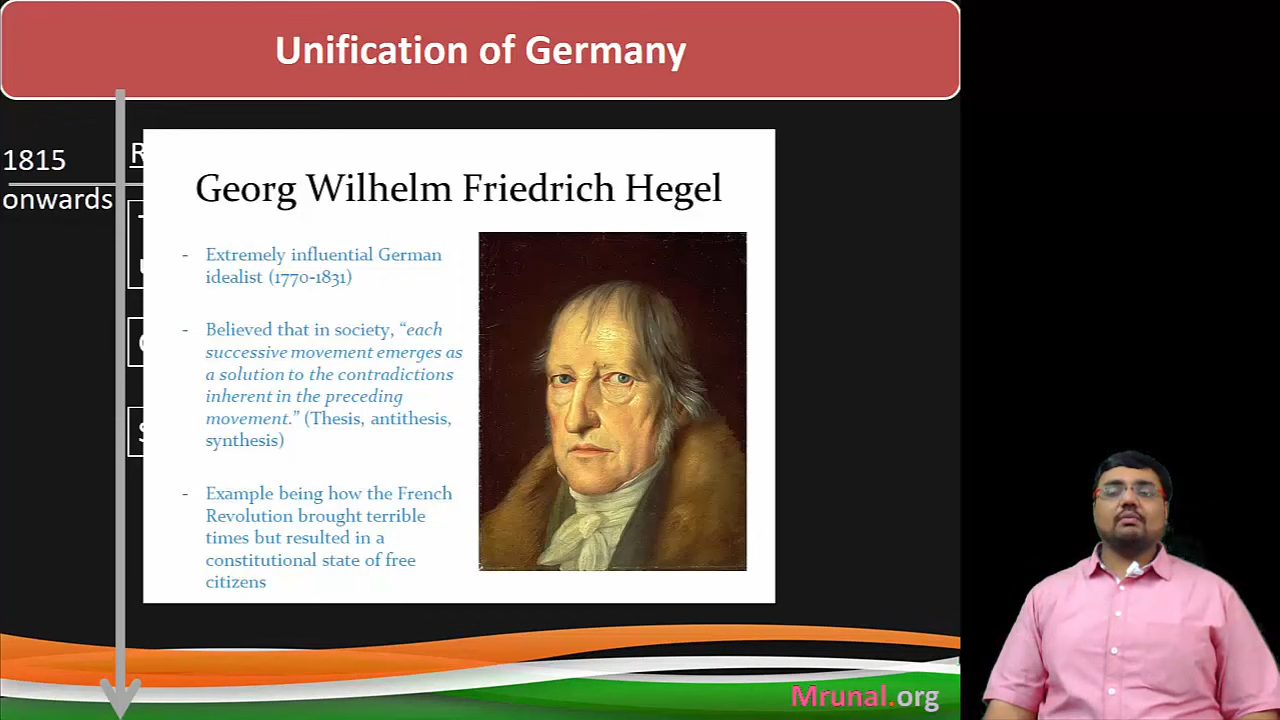 Unification of Germany
1815
onwards
R
Georg Wilhelm Friedrich Hegel
- Extremely influential German
idealist (1770-1831)
- Believed that in society, “each
successive movement emerges as
a solution to the contradictions
inherent in the preceding
movement.” (Thesis, antithesis,
synthesis)
- Example being how the French
Revolution brought terrible
times but resulted in a
constitutional state of free
citizens
Mrunal.org